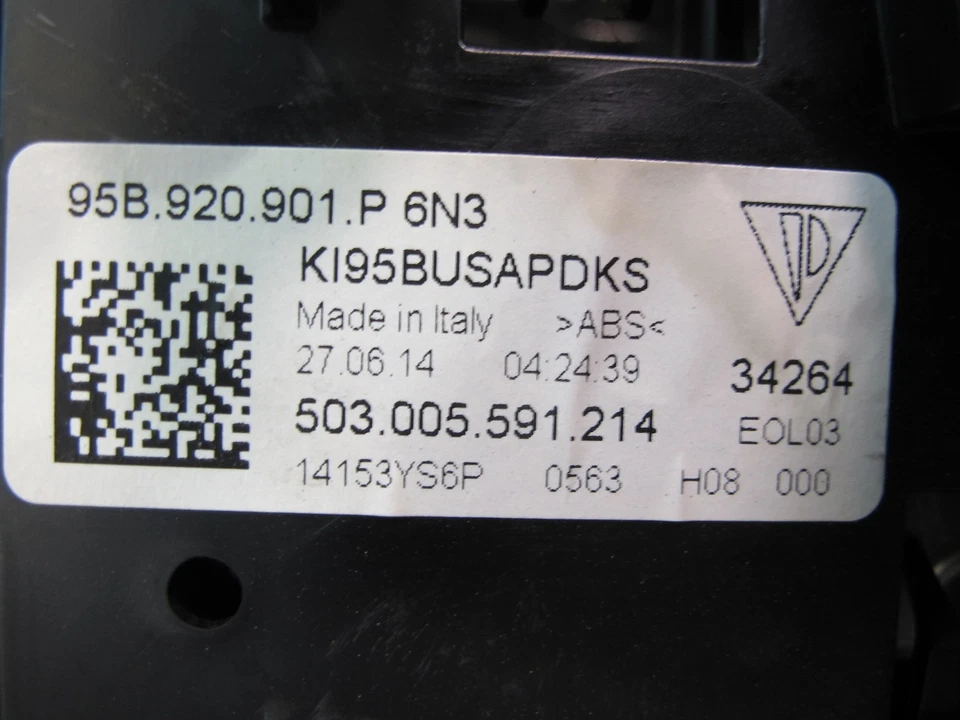 95B.920.901.P 6N3
KI95BUSAPDKS
Made in Italy >ABS<
27.06.14 04:24:39 34264
503.005.591.214 EOL03
14153YS6P 0563 H08 000